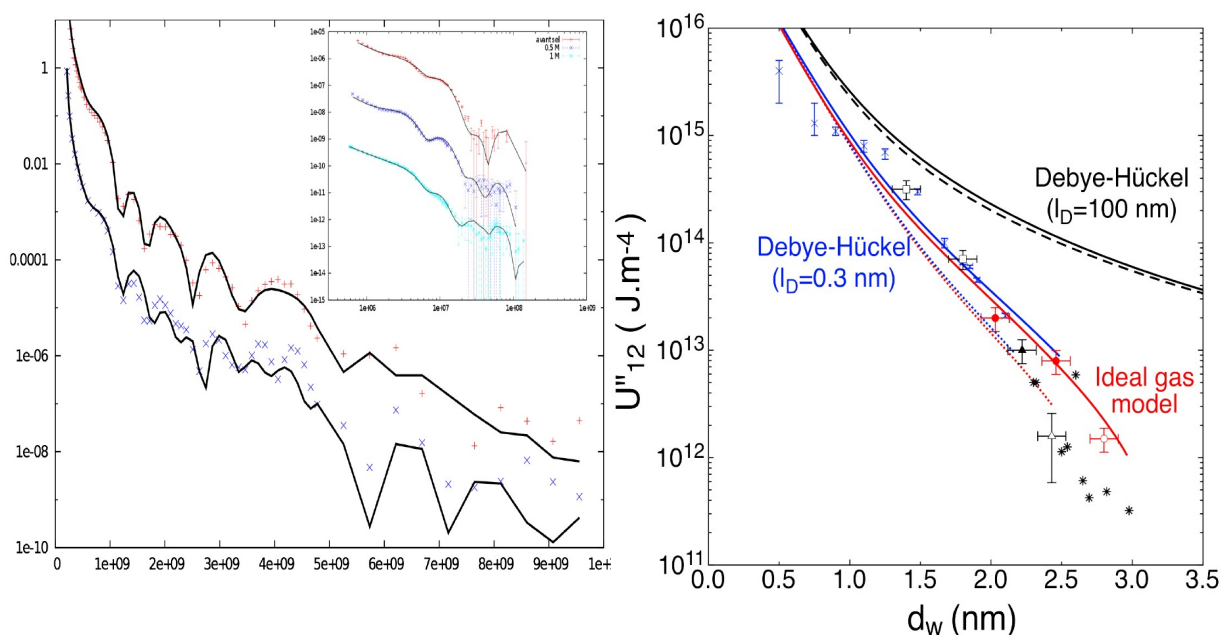 1
0.01
0.0001
1e-06
1e-08
1e-10
0
1e+09
2e+09
3e+09
4e+09
5e+09
6e+09
7e+09
8e+09
9e+09
1e+
1e-05
1e-06
1e-07
1e-08
1e-09
1e-10
1e-11
1e-12
1e-13
1e-14
1e-15
1e+06
1e+07
1e+08
1e+09
avantsel
0.5 M
1 M
U"12 ( J.m-4)
10^16
10^15
10^14
10^13
10^12
10^11
0.0
0.5
1.0
1.5
2.0
2.5
3.0
3.5
dw (nm)
Debye-Hückel
(lD=100 nm)
Debye-Hückel
(lD=0.3 nm)
Ideal gas
model